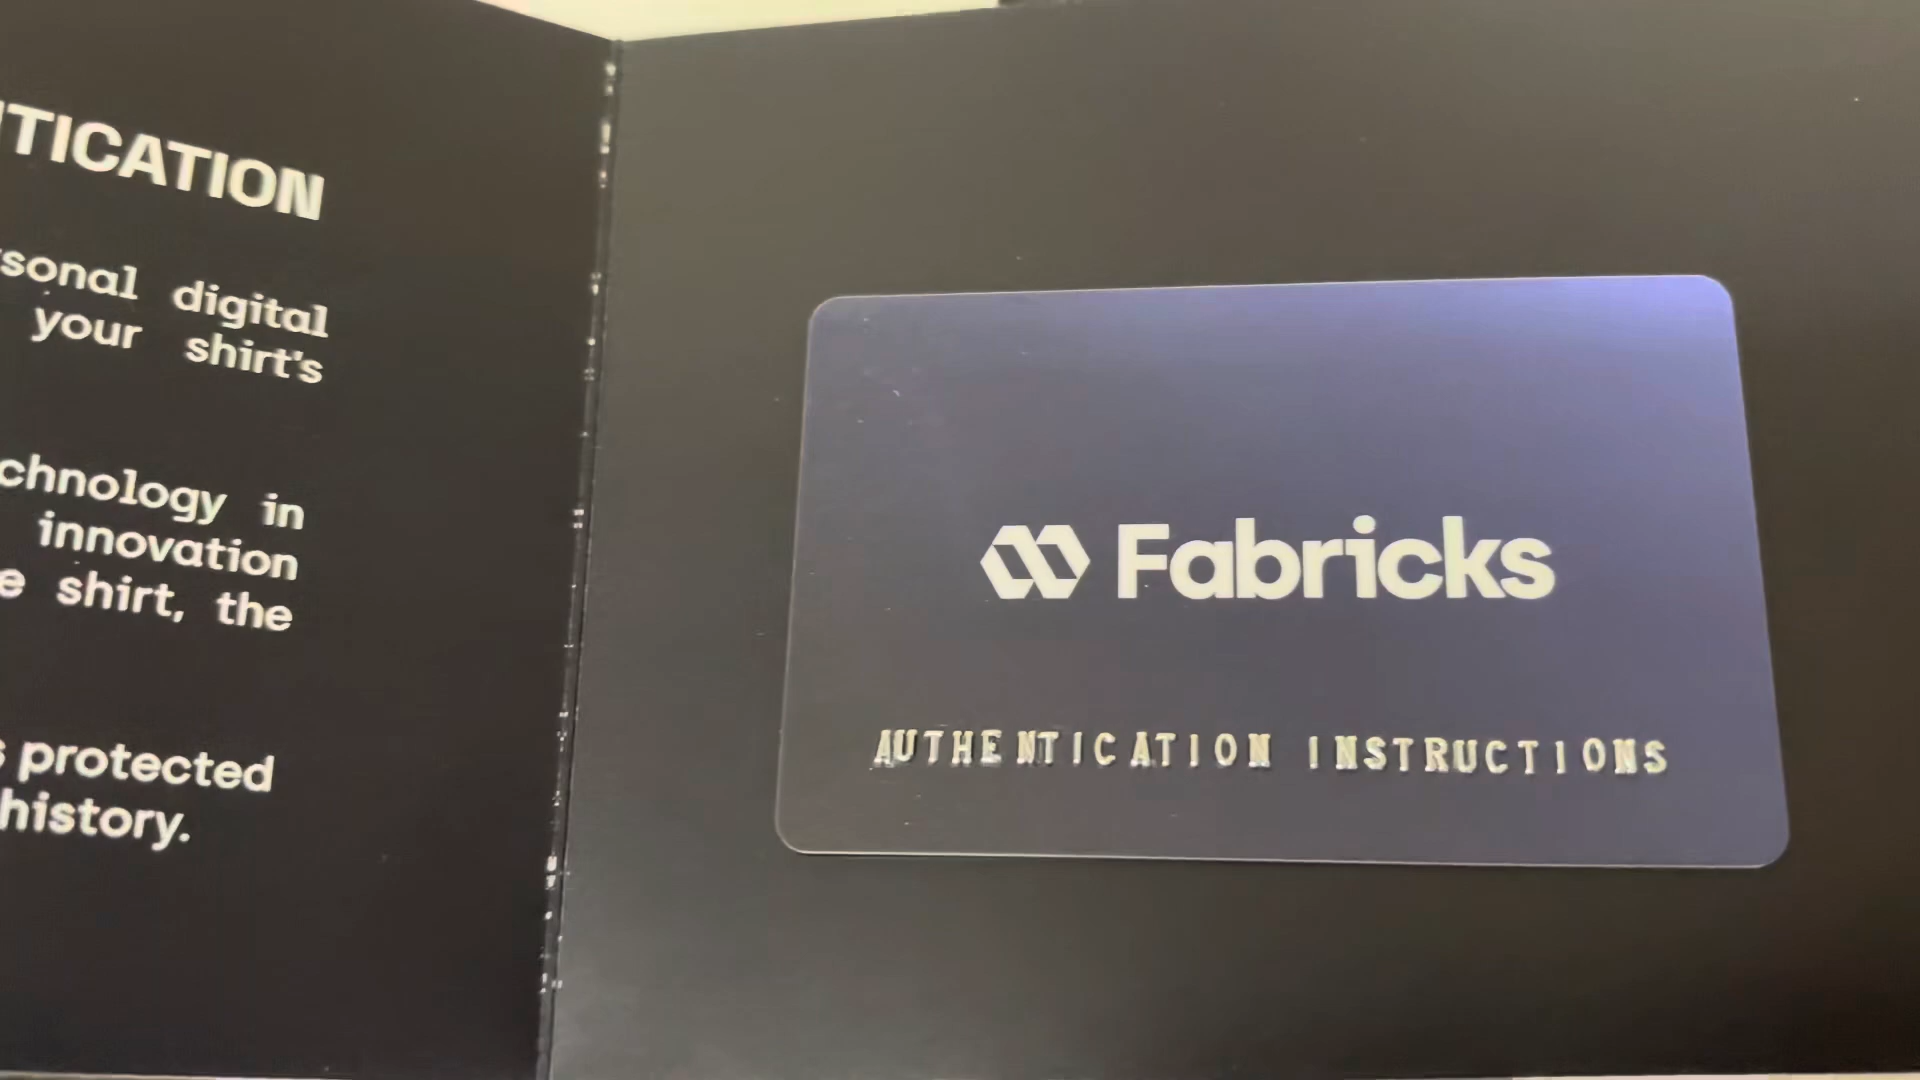 TICATION
sonal digital
your shirt's
chnology in
innovation
e shirt, the
s protected
history.
Fabricks
AUTHENTICATION INSTRUCTIONS